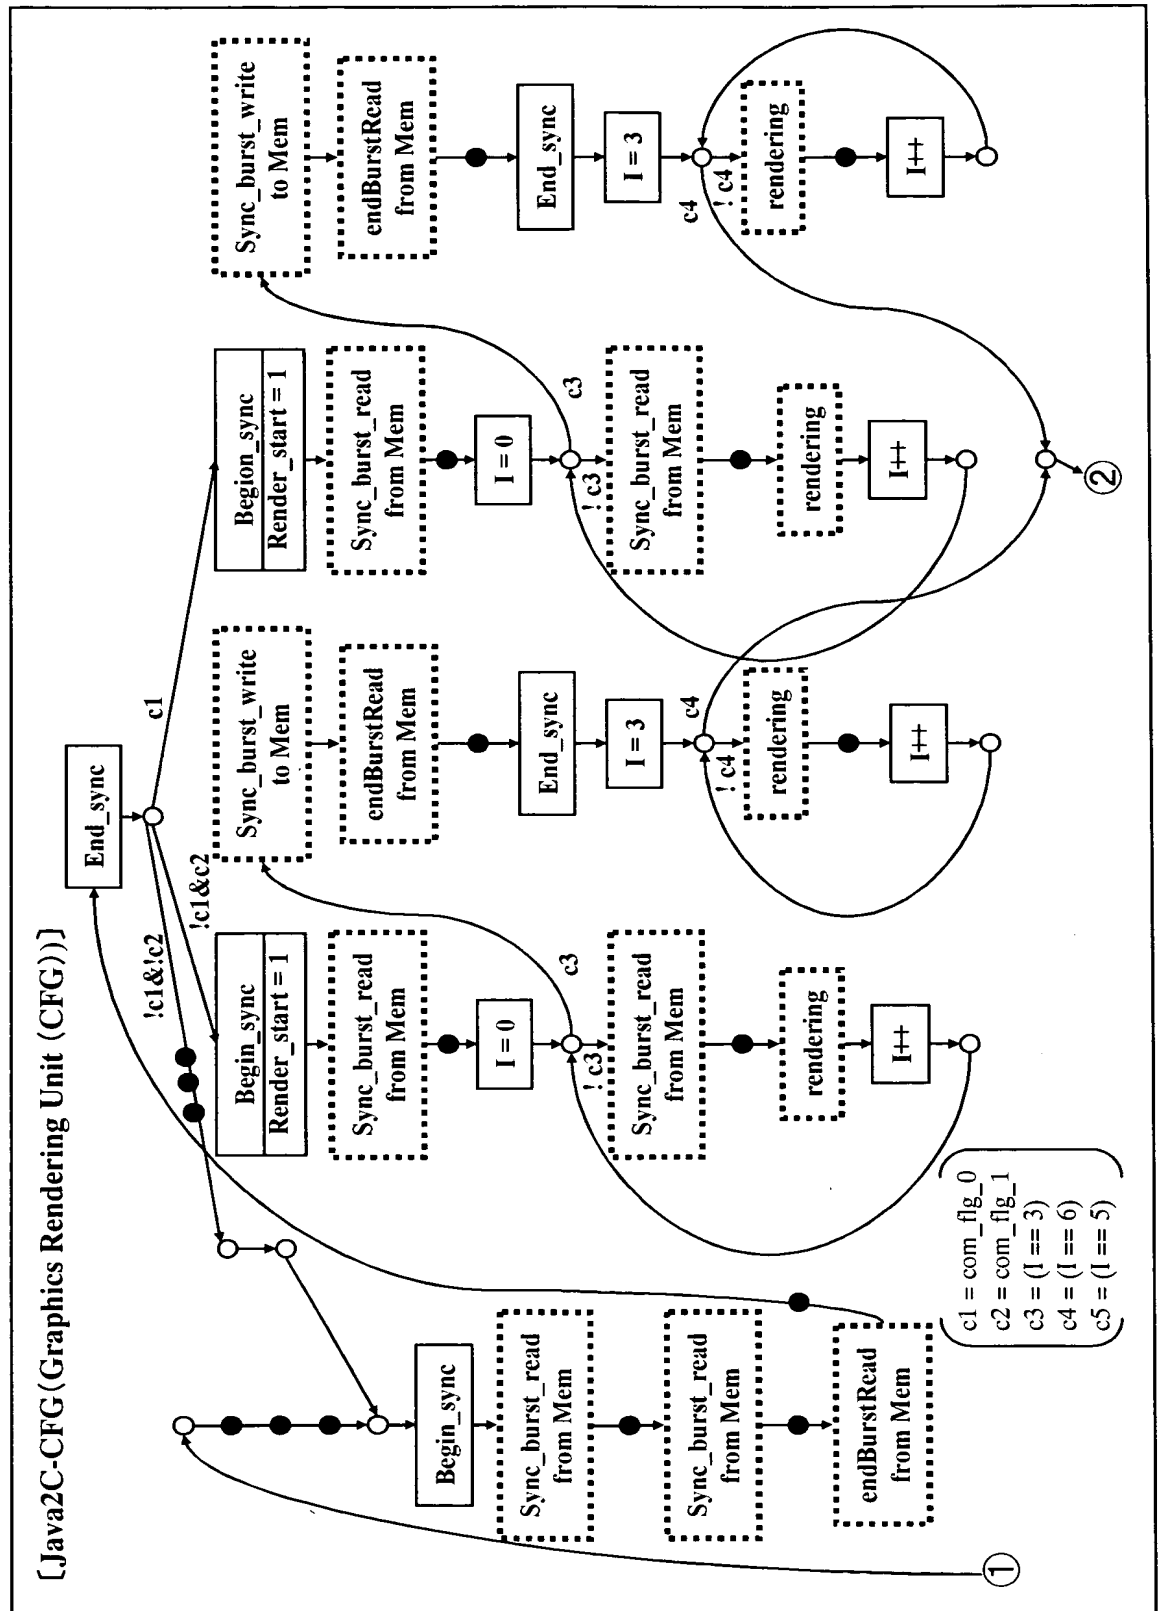 [Java2C-CFG(Graphics Rendering Unit (CFG))]
End_sync
!c1&!c2
!c1&c2
c1
Begin_sync
Sync_burst_read
from Mem
Sync_burst_read
from Mem
endBurstRead
from Mem
①
Begin_sync
Render_start = 1
Sync_burst_read
from Mem
I = 0
c3
! c3
Sync_burst_read
from Mem
rendering
I++
Sync_burst_write
to Mem
endBurstRead
from Mem
End_sync
I = 3
c4
! c4
rendering
I++
Begion_sync
Render_start = 1
Sync_burst_read
from Mem
I = 0
c3
! c3
Sync_burst_read
from Mem
rendering
I++
Sync_burst_write
to Mem
endBurstRead
from Mem
End_sync
I = 3
c4
! c4
rendering
I++
②
c1 = com_flg_0
c2 = com_flg_1
c3 = (I == 3)
c4 = (I == 6)
c5 = (I == 5)